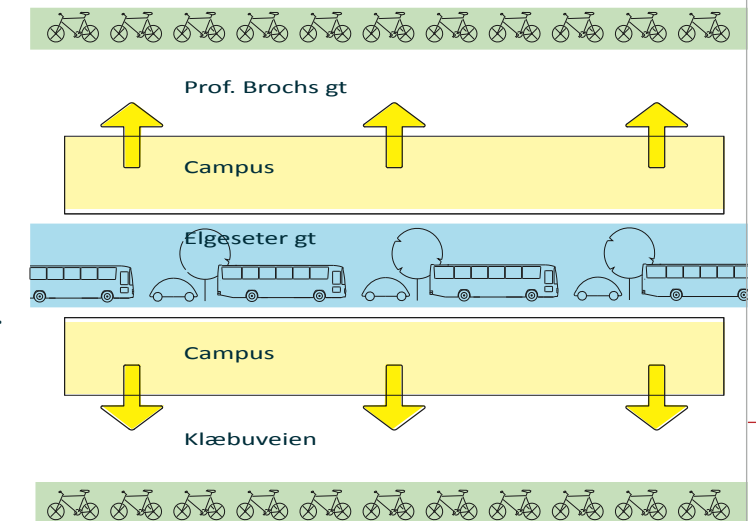 Prof. Brochs gt
Campus
Elgeseter gt
Campus
Klæbuveien